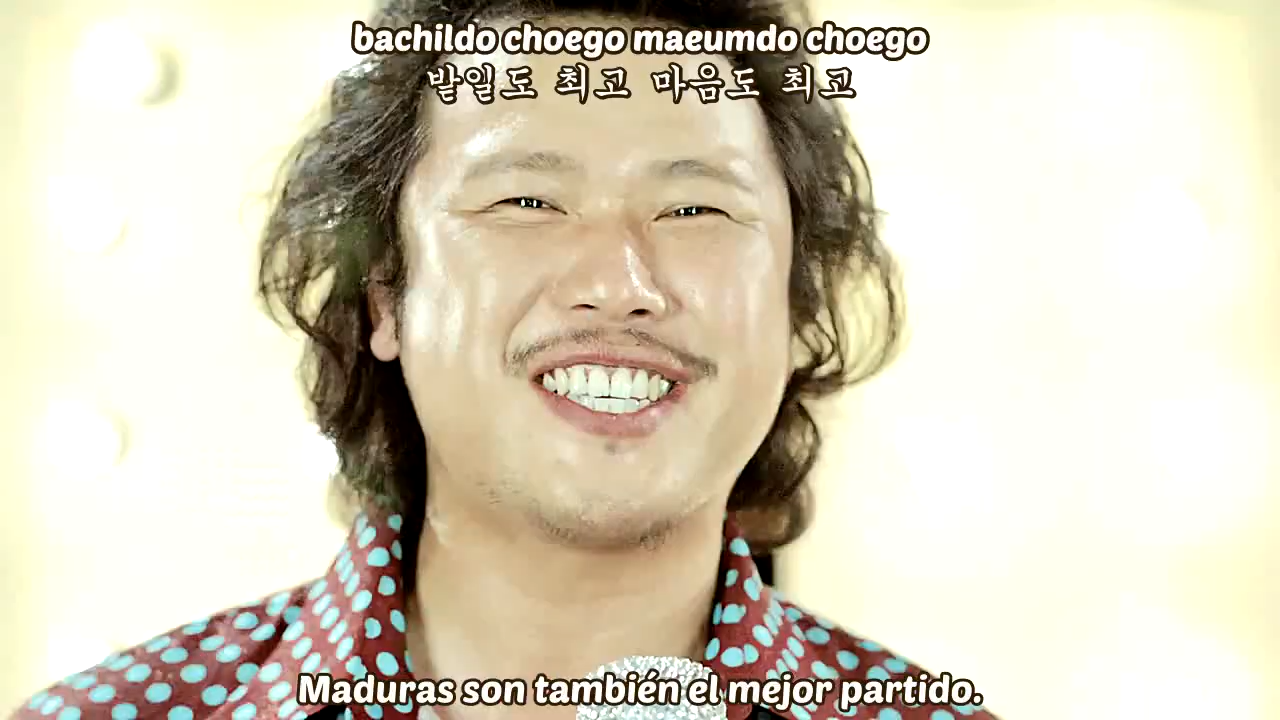 bachildo choego maeumdo choego
밭일도 최고 마음도 최고
Maduras son también el mejor partido.